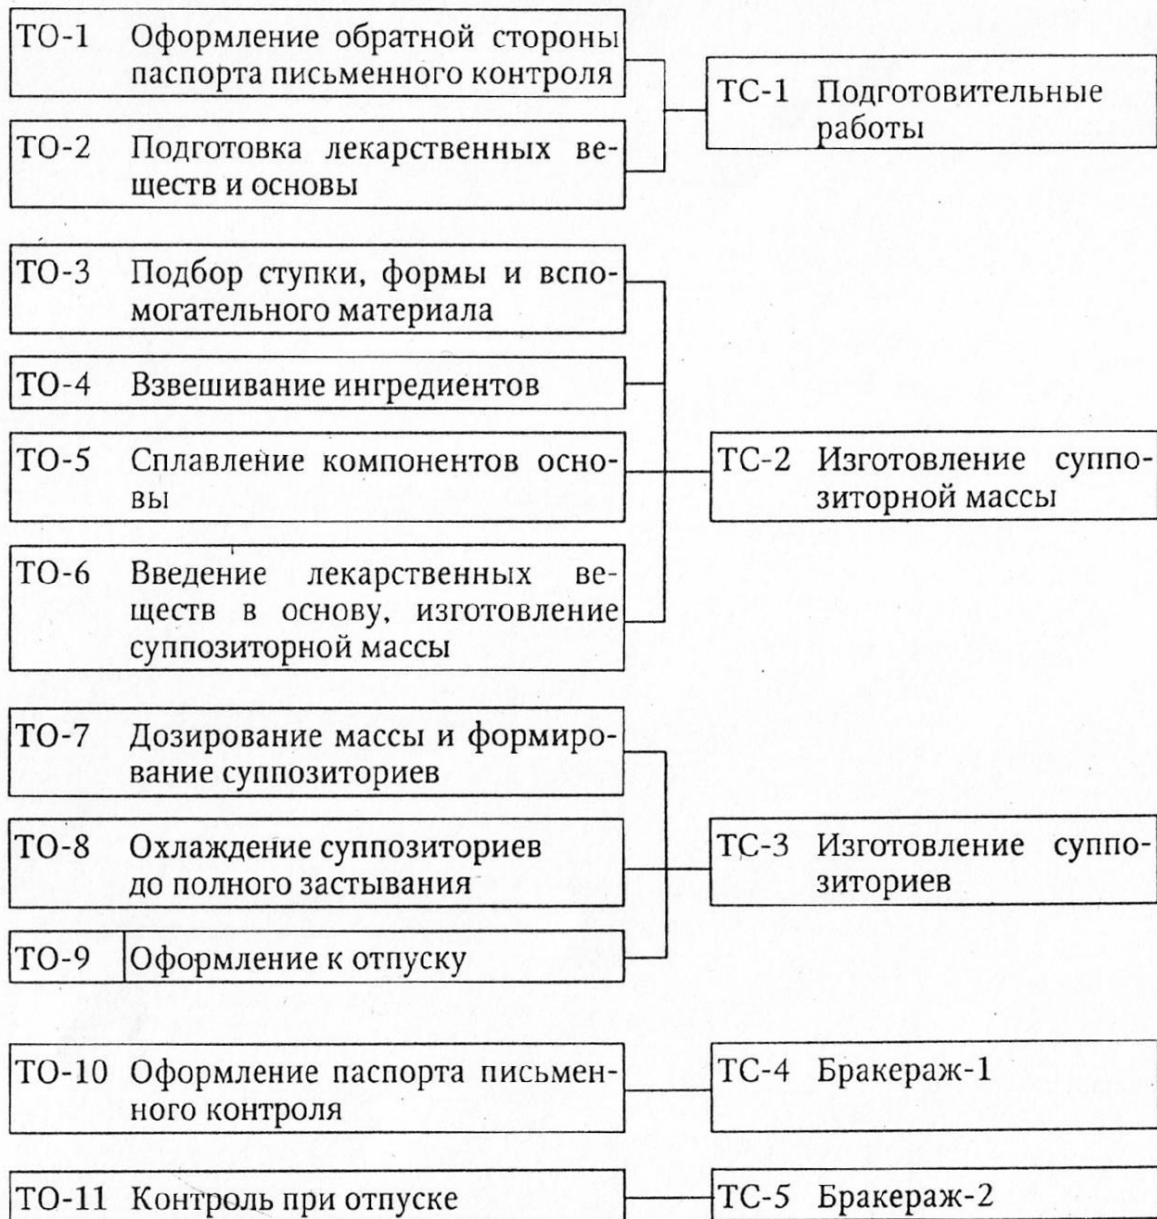 ТО-1 Оформление обратной стороны
паспорта письменного контроля
ТО-2 Подготовка лекарственных ве-
ществ и основы
ТС-1 Подготовительные
работы
ТО-3 Подбор ступки, формы и вспо-
могательного материала
ТО-4 Взвешивание ингредиентов
ТО-5 Сплавление компонентов осно-
вы
ТО-6 Введение лекарственных ве-
ществ в основу, изготовление
суппозиторной массы
ТС-2 Изготовление суппо-
зиторной массы
ТО-7 Дозирование массы и формиро-
вание суппозиториев
ТО-8 Охлаждение суппозиториев
до полного застывания
ТО-9 Оформление к отпуску
ТС-3 Изготовление суппо-
зиториев
ТО-10 Оформление паспорта письмен-
ного контроля
ТС-4 Бракераж-1
ТО-11 Контроль при отпуске
ТС-5 Бракераж-2